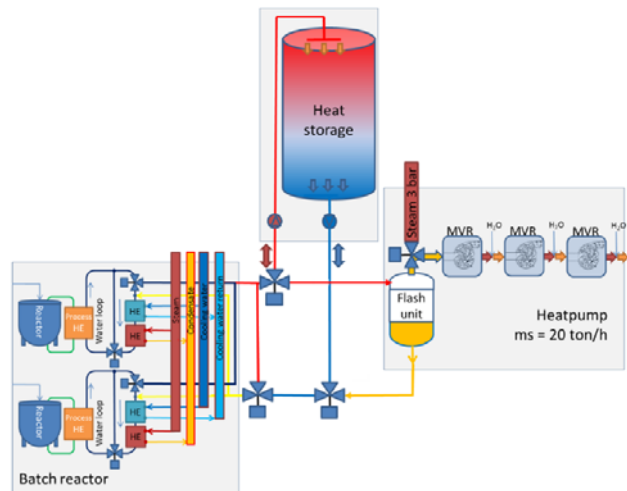 Heat
storage
Steam 3 bar
MVR
H₂O
MVR
H₂O
MVR
H₂O
Flash
unit
Heatpump
ms = 20 ton/h
Reactor
Process
HE
Water loop
HE
HE
Steam
Condensate
Cooling water
Cooling water return
Reactor
Process
HE
Water loop
HE
HE
Batch reactor